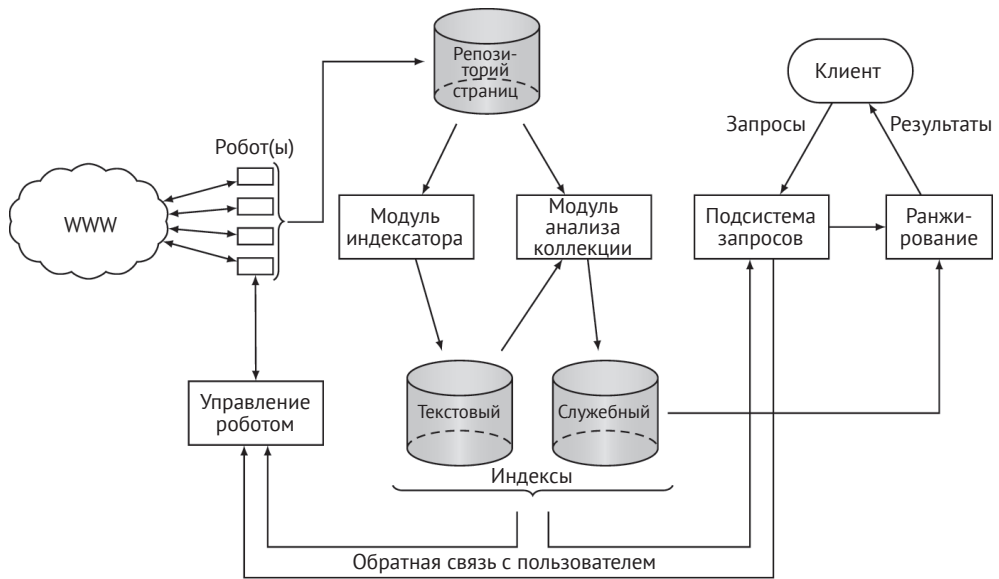 Репози-
торий
страниц
Клиент
Запросы
Результаты
Робот(ы)
WWW
Модуль
индексатора
Модуль
анализа
коллекции
Подсистема
запросов
Ранжи-
рование
Управление
роботом
Текстовый
Служебный
Индексы
Обратная связь с пользователем